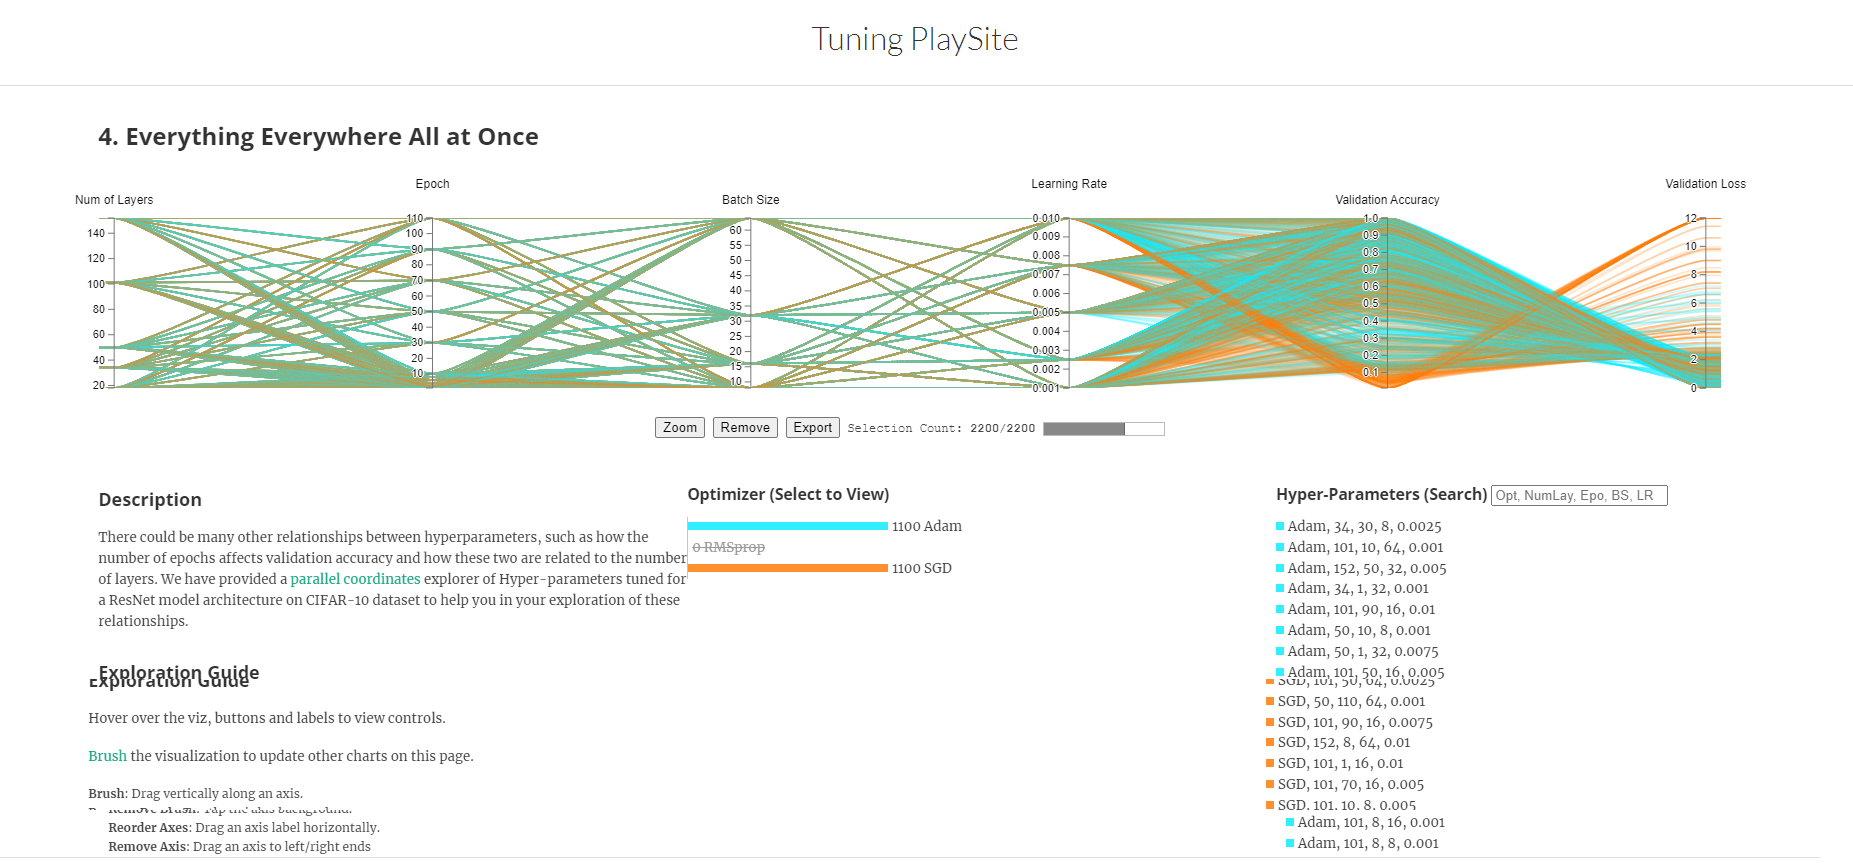 Tuning PlaySite
4. Everything Everywhere All at Once
Num of Layers
Epoch
Batch Size
Learning Rate
Validation Accuracy
Validation Loss
140
120
100
80
60
40
20
110
100
90
80
70
60
50
40
30
20
10
60
55
50
45
40
35
30
25
20
15
10
0.010
0.009
0.008
0.007
0.006
0.005
0.004
0.003
0.002
0.001
1.0
0.9
0.8
0.7
0.6
0.5
0.4
0.3
0.2
0.1
12
10
8
6
4
2
0
Zoom Remove Export Selection Count: 2200/2200
Description
There could be many other relationships between hyperparameters, such as how the
number of epochs affects validation accuracy and how these two are related to the number
of layers. We have provided a parallel coordinates explorer of Hyper-parameters tuned for
a ResNet model architecture on CIFAR-10 dataset to help you in your exploration of these
relationships.
Exploration Guide
Exploration Guide
Hover over the viz, buttons and labels to view controls.
Brush the visualization to update other charts on this page.
Brush: Drag vertically along an axis.
Remove Brush: Tap the axis background.
Reorder Axes: Drag an axis label horizontally.
Remove Axis: Drag an axis to left/right ends
Optimizer (Select to View)
1100 Adam
0 RMSprop
1100 SGD
Hyper-Parameters (Search) Opt, NumLay, Epo, BS, LR
Adam, 34, 30, 8, 0.0025
Adam, 101, 10, 64, 0.001
Adam, 152, 50, 32, 0.005
Adam, 34, 1, 32, 0.001
Adam, 101, 90, 16, 0.01
Adam, 50, 10, 8, 0.001
Adam, 50, 1, 32, 0.0075
Adam, 101, 50, 16, 0.005
SGD, 101, 50, 64, 0.0025
SGD, 50, 110, 64, 0.001
SGD, 101, 90, 16, 0.0075
SGD, 152, 8, 64, 0.01
SGD, 101, 1, 16, 0.01
SGD, 101, 70, 16, 0.005
SGD, 101, 10, 8, 0.005
Adam, 101, 8, 16, 0.001
Adam, 101, 8, 8, 0.001